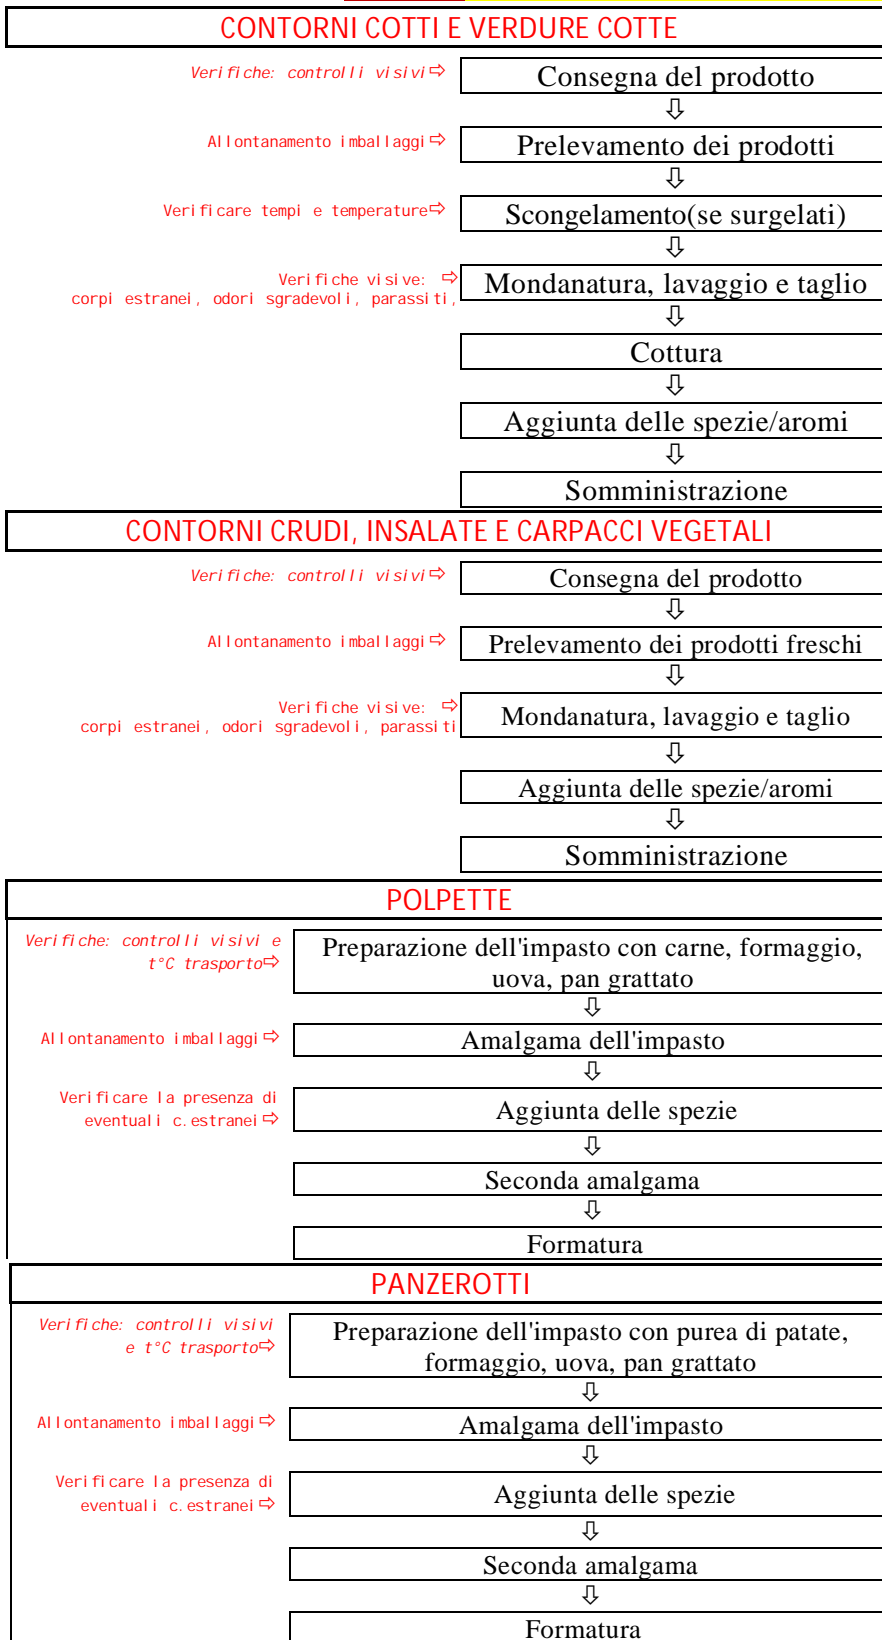 CONTORNI COTTI E VERDURE COTTE
Verifiche: controlli visivi⇨
Consegna del prodotto
⇩
Allontanamento imballaggi⇨
Prelevamento dei prodotti
⇩
Verificare tempi e temperature⇨
Scongelamento(se surgelati)
⇩
Verifiche visive: ⇨
corpi estranei, odori sgradevoli, parassiti,
Mondanatura, lavaggio e taglio
⇩
Cottura
⇩
Aggiunta delle spezie/aromi
⇩
Somministrazione
CONTORNI CRUDI, INSALATE E CARPACCI VEGETALI
Verifiche: controlli visivi⇨
Consegna del prodotto
⇩
Allontanamento imballaggi⇨
Prelevamento dei prodotti freschi
⇩
Verifiche visive: ⇨
corpi estranei, odori sgradevoli, parassiti
Mondanatura, lavaggio e taglio
⇩
Aggiunta delle spezie/aromi
⇩
Somministrazione
POLPETTE
Verifiche: controlli visivi e
t°C trasporto⇨
Preparazione dell'impasto con carne, formaggio,
uova, pan grattato
⇩
Allontanamento imballaggi⇨
Amalgama dell'impasto
⇩
Verificare la presenza di
eventuali c.estranei⇨
Aggiunta delle spezie
⇩
Seconda amalgama
⇩
Formatura
PANZEROTTI
Verifiche: controlli visivi
e t°C trasporto⇨
Preparazione dell'impasto con purea di patate,
formaggio, uova, pan grattato
⇩
Allontanamento imballaggi⇨
Amalgama dell'impasto
⇩
Verificare la presenza di
eventuali c.estranei⇨
Aggiunta delle spezie
⇩
Seconda amalgama
⇩
Formatura